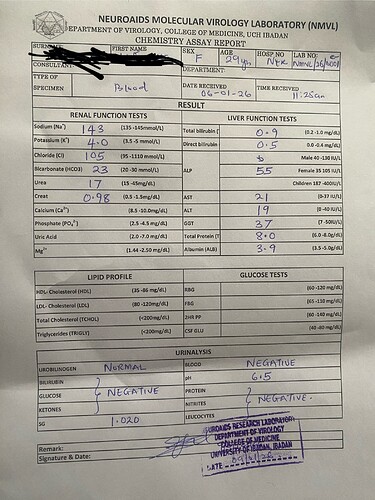 NEUROAIDS MOLECULAR VIROLOGY LABORATORY (NMVL)
DEPARTMENT OF VIROLOGY, COLLEGE OF MEDICINE, UCH IBADAN
CHEMISTRY ASSAY REPORT
SURNAME FIRST NAME SEX F AGE 29yrs HOSP NO LAB NO:
CONSULTANT: DEPARTMENT:
TYPE OF SPECIMEN Blood DATE RECEIVED 06-01-26 TIME RECEIVED 11:25am
RESULT
RENAL FUNCTION TESTS LIVER FUNCTION TESTS
Sodium (Na⁺) 143 (135-145mmol/L) Total bilirubin ( 0.9 (0.2-1.0 mg/dL)
Potassium (K⁺) 4.0 (3.5-5 mmol/L) Direct bilirubin 0.5 (0.0-0.4 mg/dL)
Chloride (Cl) 105 (95-1110 mmol/L) Male 40-130 IU/L
Bicarbonate (HCO3) 23 (20-30 mmol/L) ALP 55 Female 35 105 IU/L
Urea 17 (15-45mg/dL) Children 187-400IU/L
Creat 0.98 (0.5-1.5mg/dL) AST 21 (0-37 IU/L)
Calcium (Ca²⁺) (8.5-10.0mg/dL) ALT 19 (0-40 IU/L)
Phosphate (PO₄²⁻) (2.5-4.5 mg/dL) GGT 37 (7-50IU/L)
Uric Acid (2.0-7.0 mg/dL) Total Protein (T 8.0 (6.0-8.0g/dL)
Mg²⁺ (1.44-2.50 mg/dL) Albumin (ALB) 3.9 (3.5-5.0g/dL)
LIPID PROFILE GLUCOSE TESTS
HDL- Cholesterol (HDL) (35-86 mg/dL) RBG (60-120 mg/dL)
LDL- Cholesterol (LDL) (80-120mg/dL) FBG (65-110 mg/dL)
Total Cholesterol (TCHOL) (<200mg/dL) 2HR PP (80-140 mg/dL)
Triglycerides (TRIGLY) (<200mg/dL) CSF GLU (40-80 mg/dL)
URINALYSIS
UROBILINOGEN NORMAL BLOOD NEGATIVE
BILIRUBIN pH 6.5
GLUCOSE NEGATIVE PROTEIN
KETONES NITRITES NEGATIVE.
SG 1.020 LEUCOCYTES
Remark:
Signature & Date:
NEUROAIDS RESEARCH LABORATORY
DEPARTMENT OF VIROLOGY
COLLEGE OF MEDICINE
UNIVERSITY OF IBADAN, IBADAN
DATE